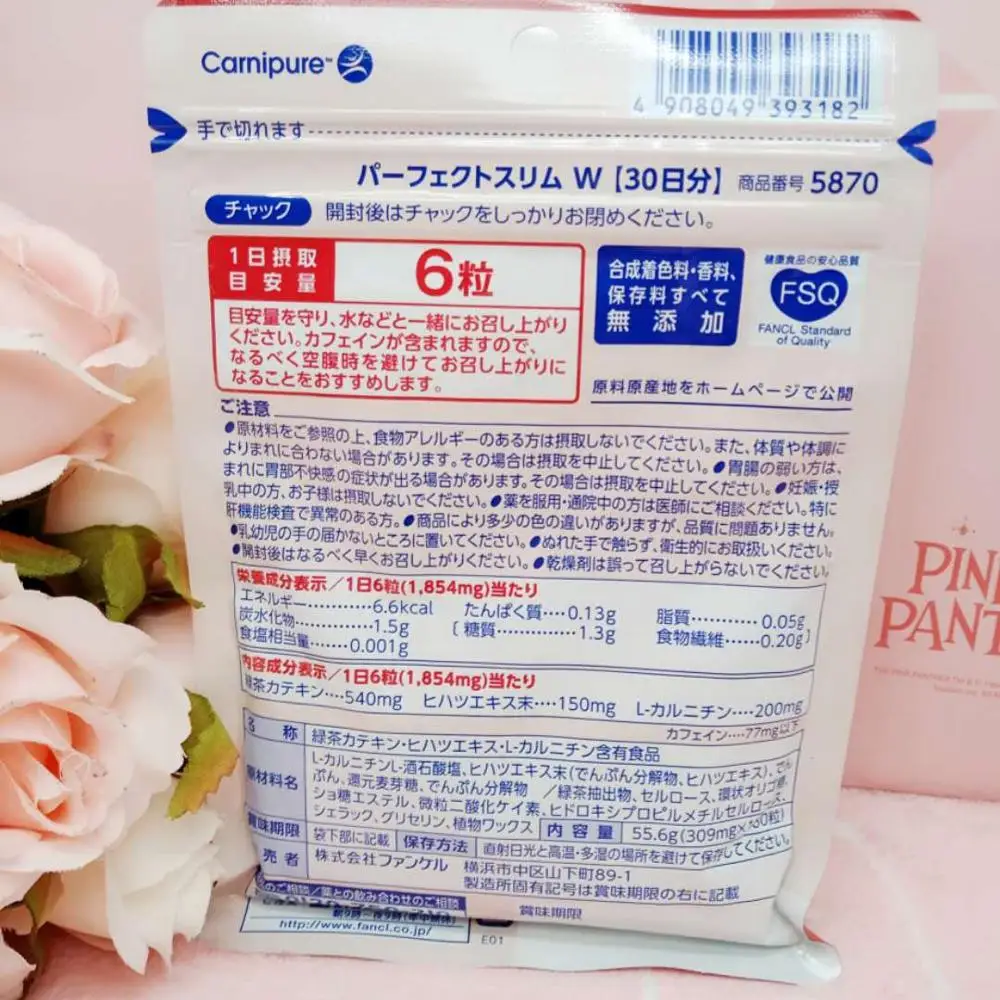 Carnipure™
4 908049 393182
手で切れます
パーフェクトスリム W【30日分】 商品番号 5870
チャック 開封後はチャックをしっかりお閉めください。
1日摂取
目安量
6粒
目安量を守り、水などと一緒にお召し上がり
ください。カフェインが含まれますので、
なるべく空腹時を避けてお召し上がりに
なることをおすすめします。
合成着色料・香料、
保存料すべて
無添加
健康食品の安心品質
FSQ
FANCL Standard
of Quality
原料原産地をホームページで公開
ご注意
●原材料をご参照の上、食物アレルギーのある方は摂取しないでください。また、体質や体調に
よりまれに合わない場合があります。その場合は摂取を中止してください。●胃腸の弱い方は、
まれに胃部不快感の症状が出る場合があります。その場合は摂取を中止してください。●妊娠・授
乳中の方、お子様は摂取しないでください。●薬を服用・通院中の方は医師にご相談ください。特に
肝機能検査で異常のある方。●商品により多少の色の違いがありますが、品質に問題ありません。
●乳幼児の手の届かないところに置いてください。●ぬれた手で触らず、衛生的にお取扱いください。
●開封後はなるべく早くお召し上がりください。●乾燥剤は誤って召し上がらないでください。
栄養成分表示/1日6粒(1,854mg)当たり
エネルギー…………6.6kcal たんぱく質……0.13g 脂質…………0.05g
炭水化物……………1.5g [糖質……………1.3g 食物繊維……0.20g]
食塩相当量…………0.001g
内容成分表示/1日6粒(1,854mg)当たり
緑茶カテキン……540mg ヒハツエキス末……150mg L-カルニチン……200mg
カフェイン……77mg以下
名 称 緑茶カテキン・ヒハツエキス・L-カルニチン含有食品
原材料名 L-カルニチンL-酒石酸塩、ヒハツエキス末(でんぷん分解物、ヒハツエキス)、でん
ぷん、還元麦芽糖、でんぷん分解物 /緑茶抽出物、セルロース、環状オリゴ糖、
ショ糖エステル、微粒二酸化ケイ素、ヒドロキシプロピルメチルセルロース、
シェラック、グリセリン、植物ワックス 内容量 55.6g(309mg×180粒)
賞味期限 袋下部に記載 保存方法 直射日光と高温・多湿の場所を避けて保存してください。
売者 株式会社ファンケル 横浜市中区山下町89-1
製造所固有記号は賞味期限の右に記載
のご相談/薬との飲み合わせのご相談
賞味期限
http://www.fancl.co.jp/
E01
PIN
PANT